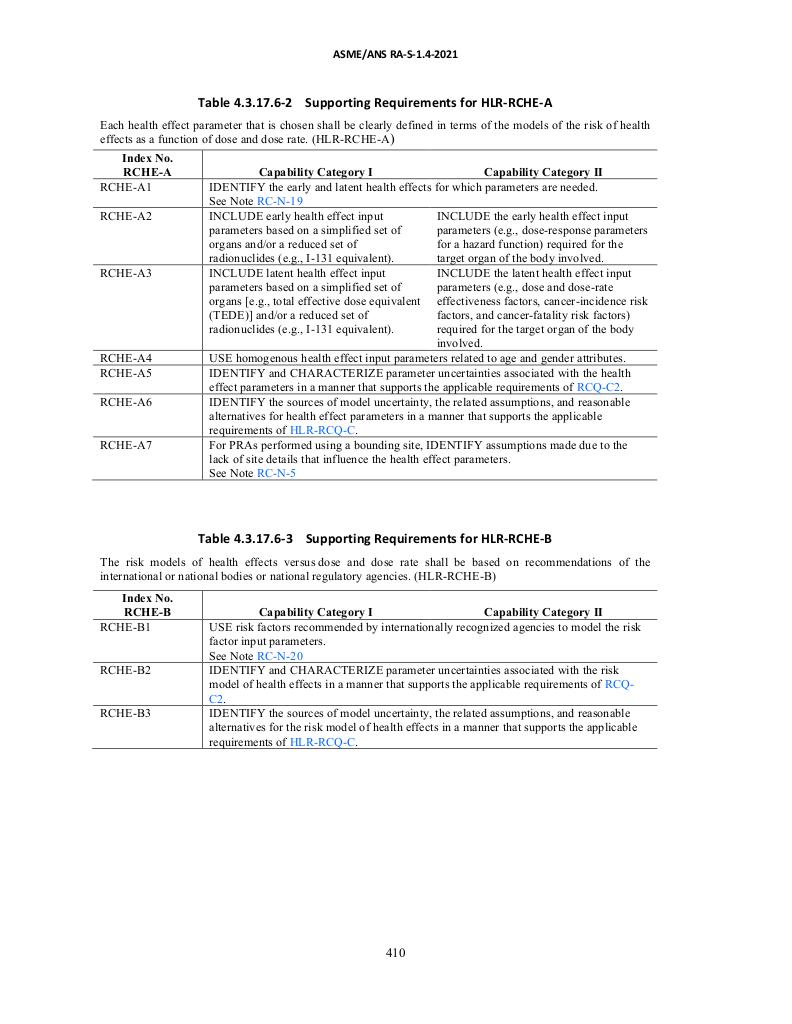 ASME/ANS RA-S-1.4-2021
Table 4.3.17.6-2 Supporting Requirements for HLR-RCHE-A
Each health effect parameter that is chosen shall be clearly defined in terms of the models of the risk of health
effects as a function of dose and dose rate. (HLR-RCHE-A)
Index No.
RCHE-A
Capability Category I
Capability Category II
RCHE-A1
IDENTIFY the early and latent health effects for which parameters are needed.
See Note RC-N-19
RCHE-A2
INCLUDE early health effect input
parameters based on a simplified set of
organs and/or a reduced set of
radionuclides (e.g., I-131 equivalent).
INCLUDE the early health effect input
parameters (e.g., dose-response parameters
for a hazard function) required for the
target organ of the body involved.
RCHE-A3
INCLUDE latent health effect input
parameters based on a simplified set of
organs [e.g., total effective dose equivalent
(TEDE)] and/or a reduced set of
radionuclides (e.g., I-131 equivalent).
INCLUDE the latent health effect input
parameters (e.g., dose and dose-rate
effectiveness factors, cancer-incidence risk
factors, and cancer-fatality risk factors)
required for the target organ of the body
involved.
RCHE-A4
USE homogenous health effect input parameters related to age and gender attributes.
RCHE-A5
IDENTIFY and CHARACTERIZE parameter uncertainties associated with the health
effect parameters in a manner that supports the applicable requirements of RCQ-C2.
RCHE-A6
IDENTIFY the sources of model uncertainty, the related assumptions, and reasonable
alternatives for health effect parameters in a manner that supports the applicable
requirements of HLR-RCQ-C.
RCHE-A7
For PRAs performed using a bounding site, IDENTIFY assumptions made due to the
lack of site details that influence the health effect parameters.
See Note RC-N-5
Table 4.3.17.6-3 Supporting Requirements for HLR-RCHE-B
The risk models of health effects versus dose and dose rate shall be based on recommendations of the
international or national bodies or national regulatory agencies. (HLR-RCHE-B)
Index No.
RCHE-B
Capability Category I
Capability Category II
RCHE-B1
USE risk factors recommended by internationally recognized agencies to model the risk
factor input parameters.
See Note RC-N-20
RCHE-B2
IDENTIFY and CHARACTERIZE parameter uncertainties associated with the risk
model of health effects in a manner that supports the applicable requirements of RCQ-
C2.
RCHE-B3
IDENTIFY the sources of model uncertainty, the related assumptions, and reasonable
alternatives for the risk model of health effects in a manner that supports the applicable
requirements of HLR-RCQ-C.
410